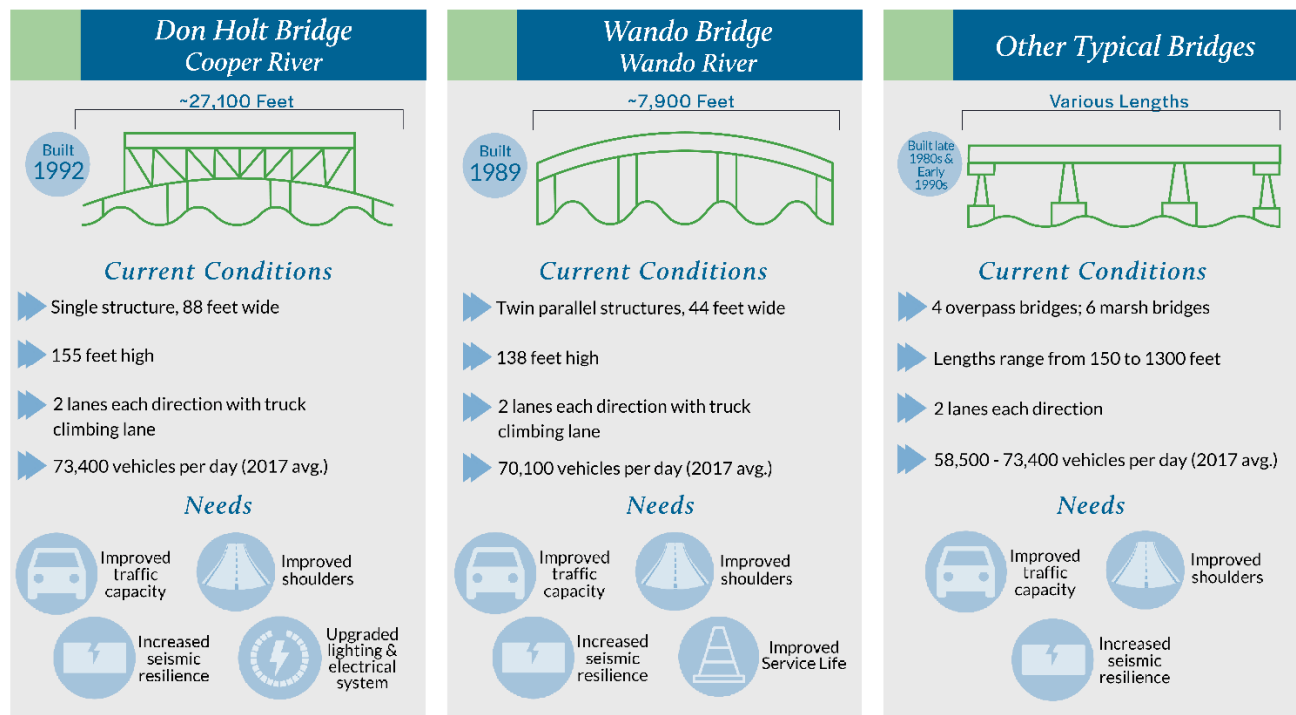 Don Holt Bridge
Cooper River
~27,100 Feet
Built
1992
Current Conditions
Single structure, 88 feet wide
155 feet high
2 lanes each direction with truck
climbing lane
73,400 vehicles per day (2017 avg.)
Needs
Improved
traffic
capacity
Improved
shoulders
Increased
seismic
resilience
Upgraded
lighting &
electrical
system
Wando Bridge
Wando River
~7,900 Feet
Built
1989
Current Conditions
Twin parallel structures, 44 feet wide
138 feet high
2 lanes each direction with truck
climbing lane
70,100 vehicles per day (2017 avg.)
Needs
Improved
traffic
capacity
Improved
shoulders
Increased
seismic
resilience
Improved
Service Life
Other Typical Bridges
Various Lengths
Built late
1980s &
Early
1990s
Current Conditions
4 overpass bridges; 6 marsh bridges
Lengths range from 150 to 1300 feet
2 lanes each direction
58,500 - 73,400 vehicles per day (2017 avg.)
Needs
Improved
traffic
capacity
Improved
shoulders
Increased
seismic
resilience